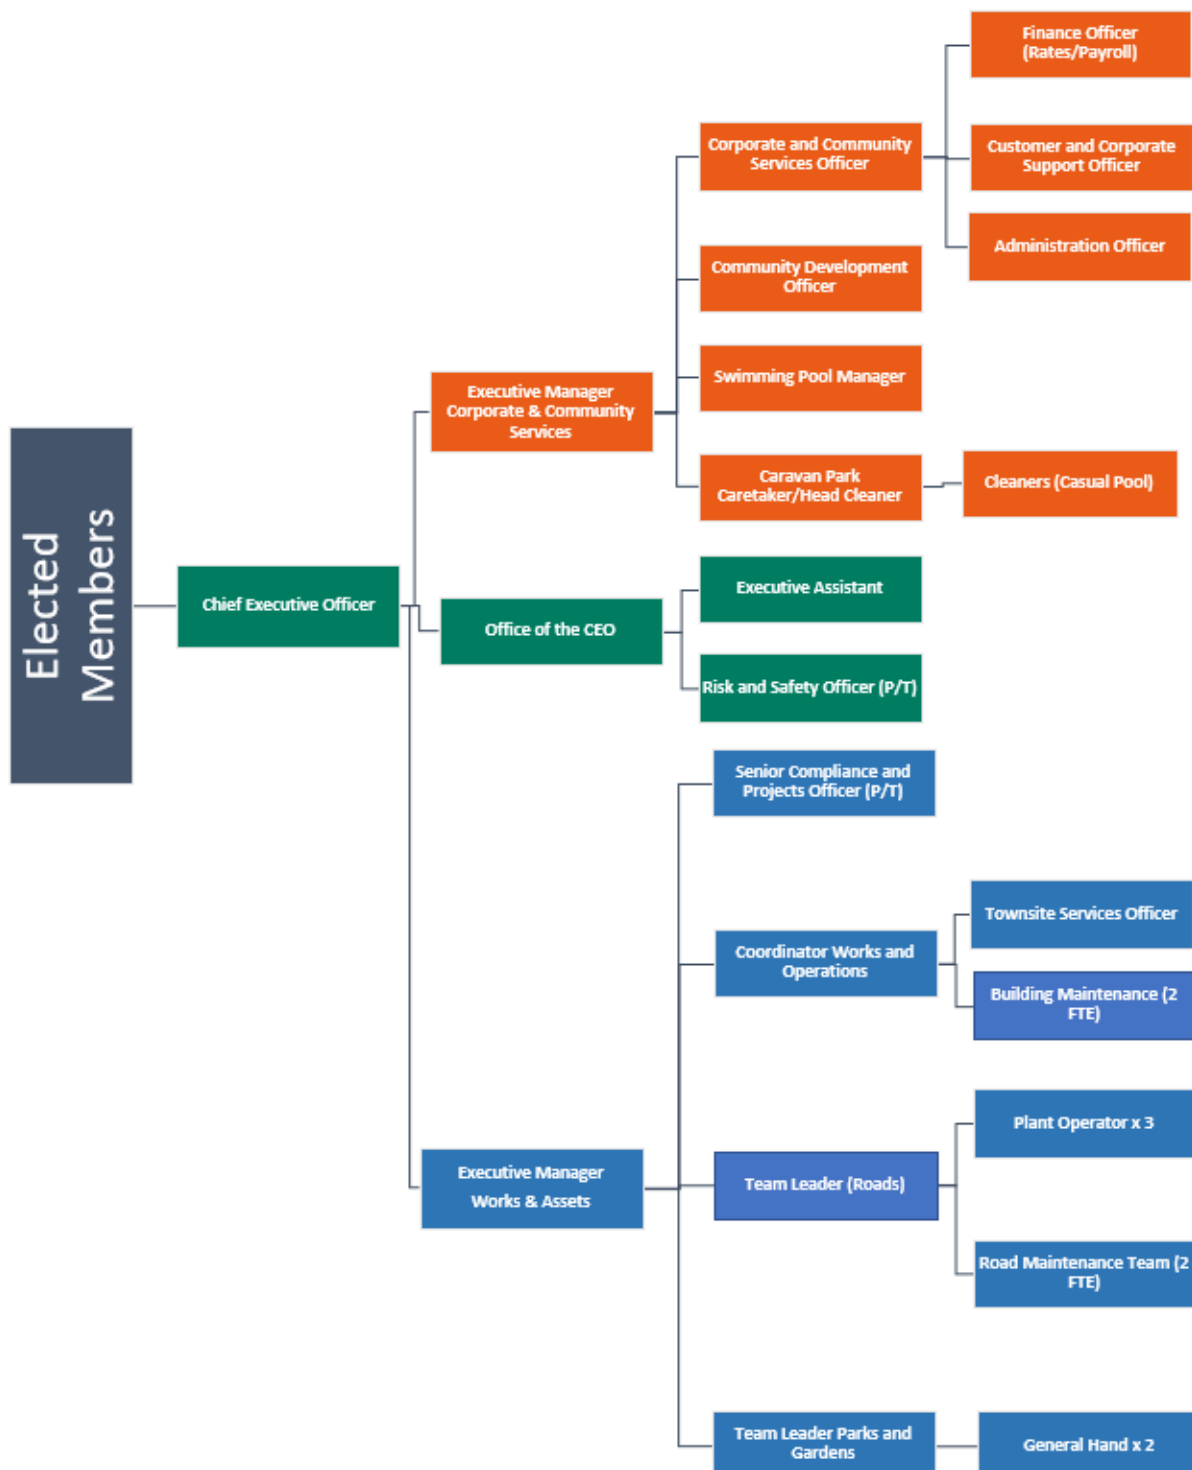 Elected
Members
Chief Executive Officer
Executive Manager
Corporate & Community
Services
Corporate and Community
Services Officer
Finance Officer
(Rates/Payroll)
Customer and Corporate
Support Officer
Administration Officer
Community Development
Officer
Swimming Pool Manager
Caravan Park
Caretaker/Head Cleaner
Cleaners (Casual Pool)
Office of the CEO
Executive Assistant
Risk and Safety Officer (P/T)
Executive Manager
Works & Assets
Senior Compliance and
Projects Officer (P/T)
Coordinator Works and
Operations
Townsite Services Officer
Building Maintenance (2
FTE)
Team Leader (Roads)
Plant Operator x 3
Road Maintenance Team (2
FTE)
Team Leader Parks and
Gardens
General Hand x 2